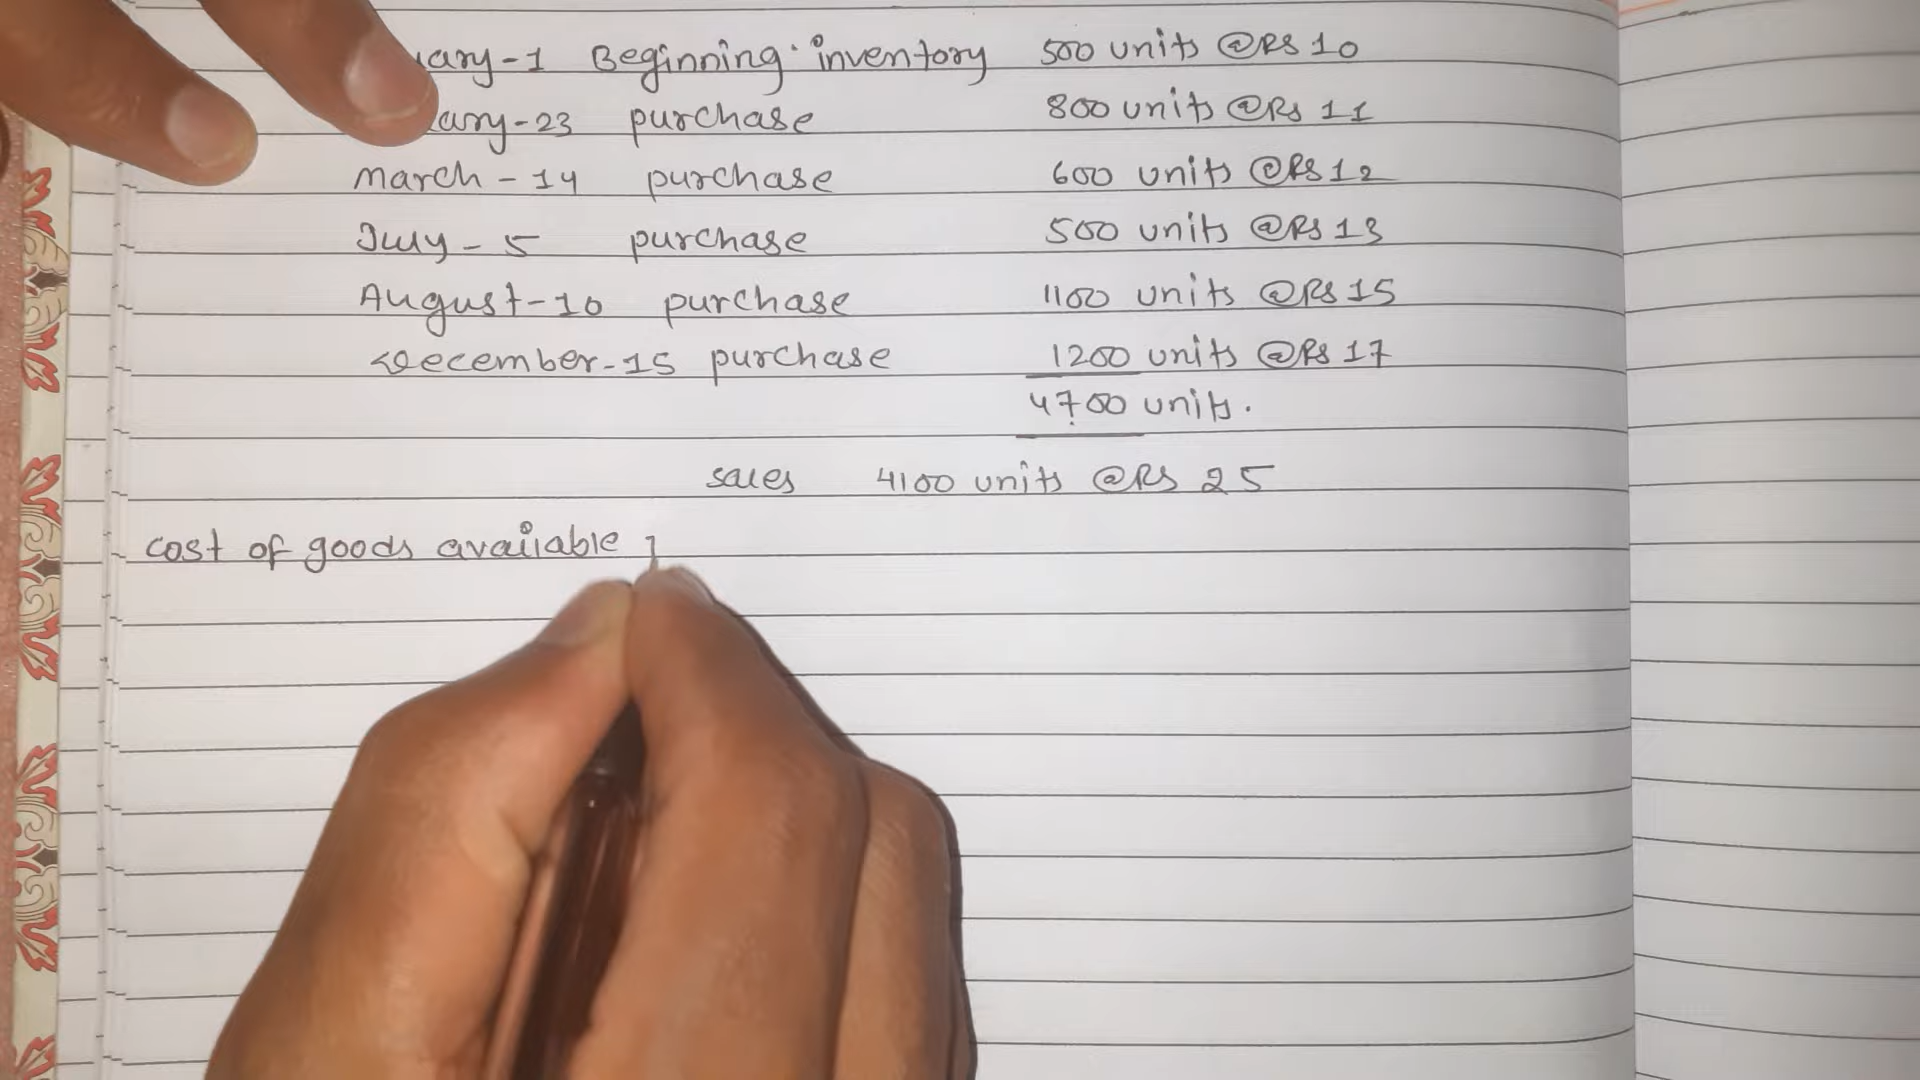 Beginning inventory 500 units @Rs 10
-23 purchase 800 units @Rs 11
March - 14 purchase 600 units @Rs 12
July - 5 purchase 500 units @Rs 13
August-10 purchase 1100 units @Rs 15
December-15 purchase 1200 units @Rs 17
4700 units.
sales 4100 units @Rs 25
cost of goods available